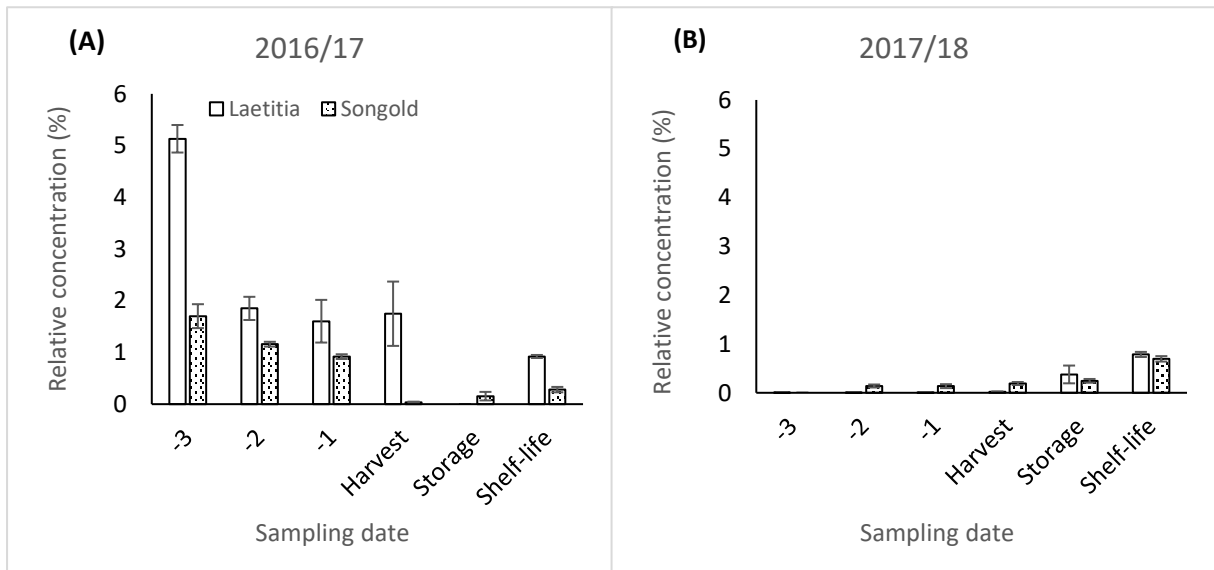 (A)
2016/17
Relative concentration (%)
6
5
4
3
2
1
0
Laetitia Songold
-3
-2
-1
Harvest
Storage
Shelf-life
Sampling date
(B)
2017/18
Relative concentration (%)
6
5
4
3
2
1
0
-3
-2
-1
Harvest
Storage
Shelf-life
Sampling date